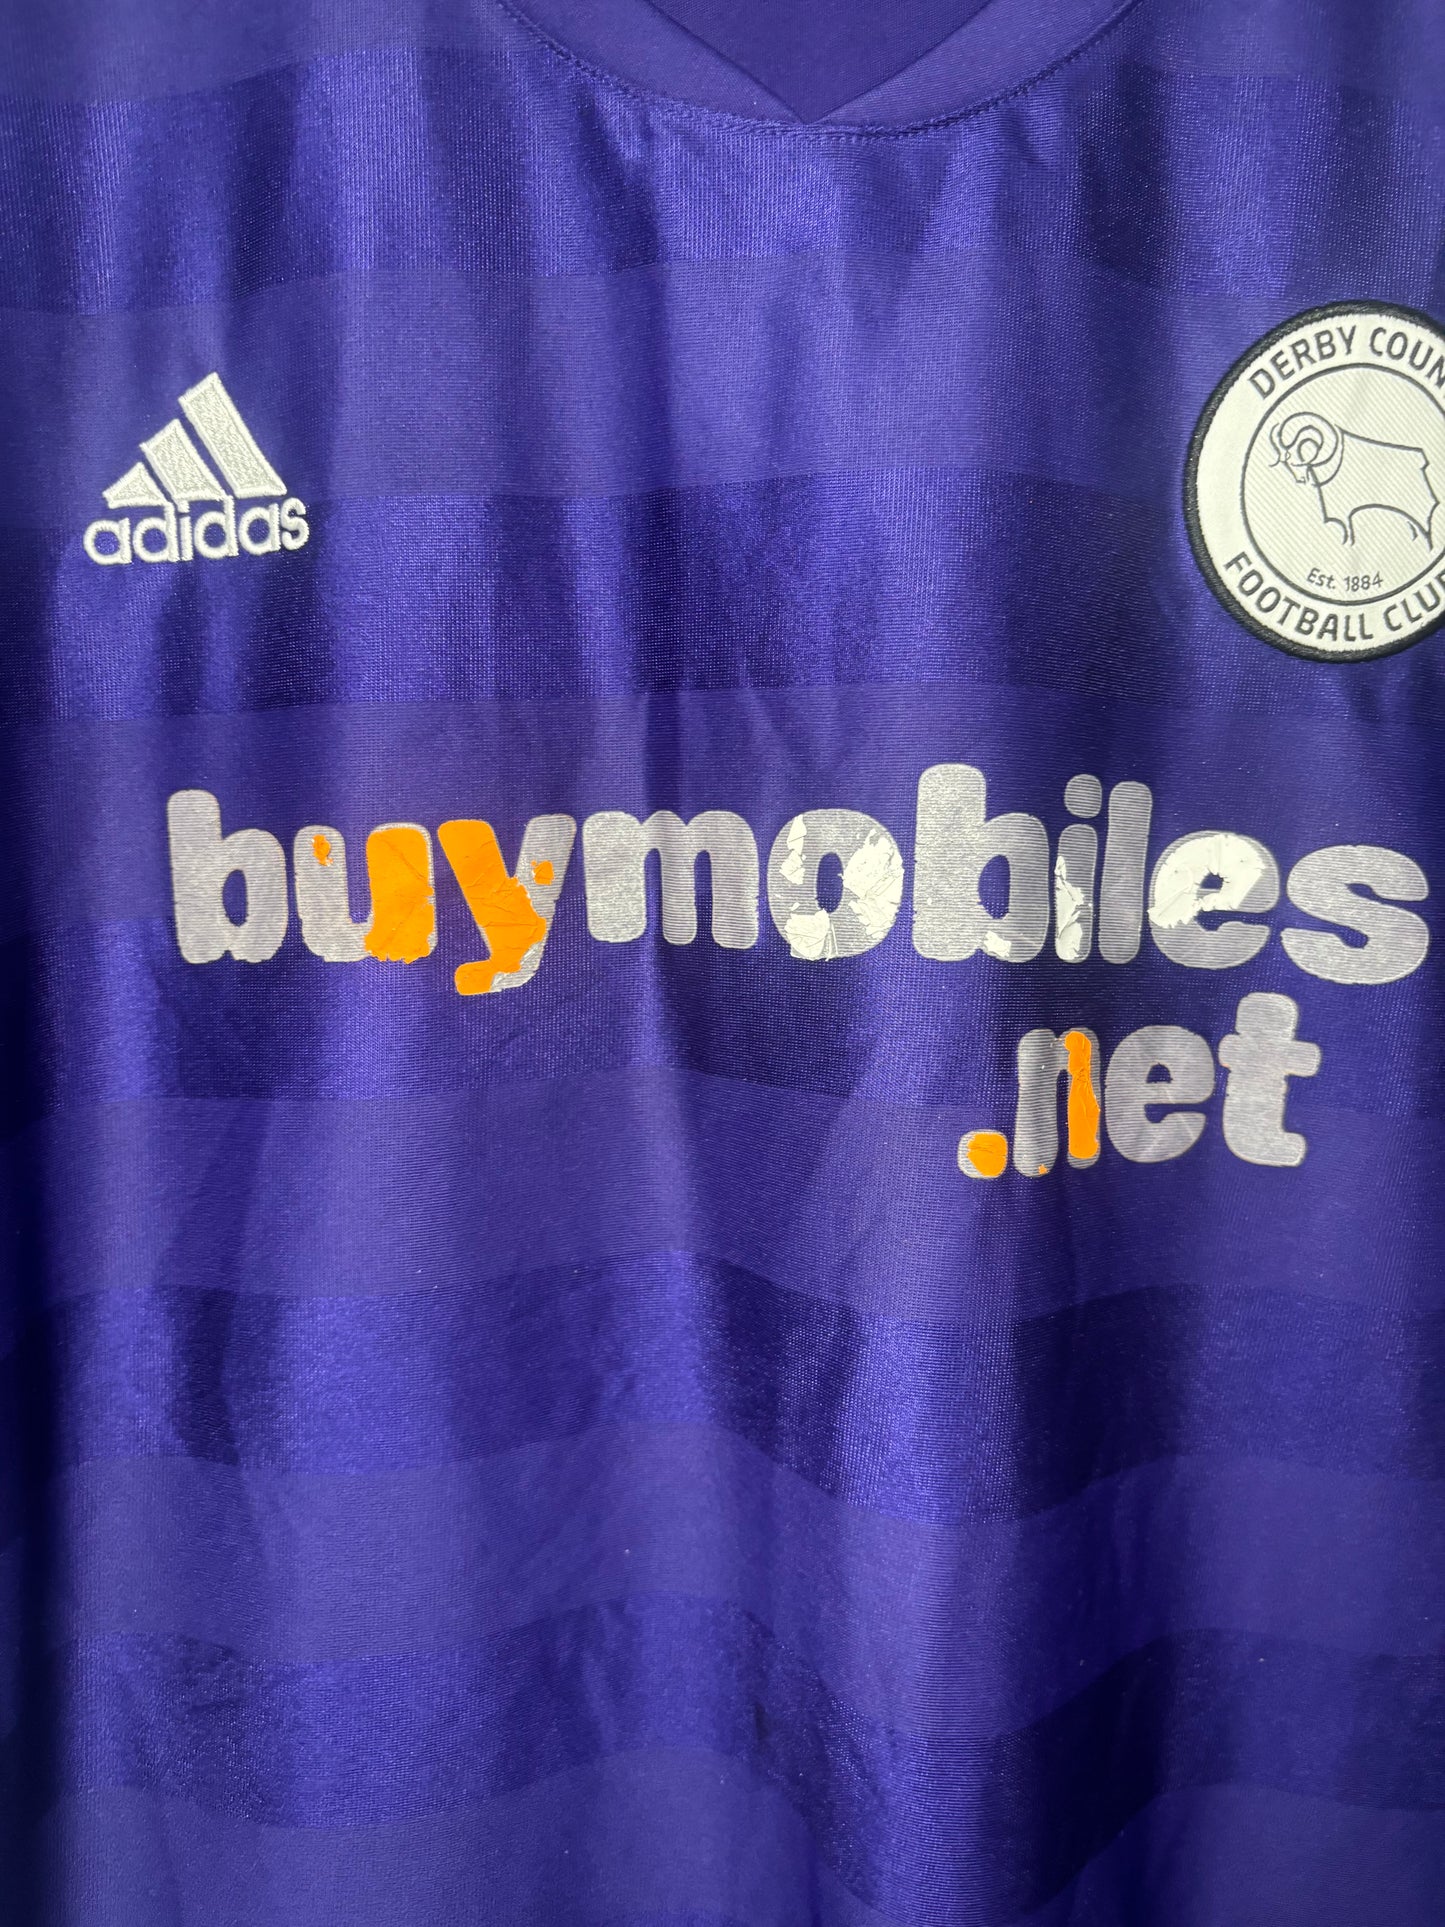 adidas
DERBY COUN
Est. 1884
FOOTBALL CLU
buymobiles
.net